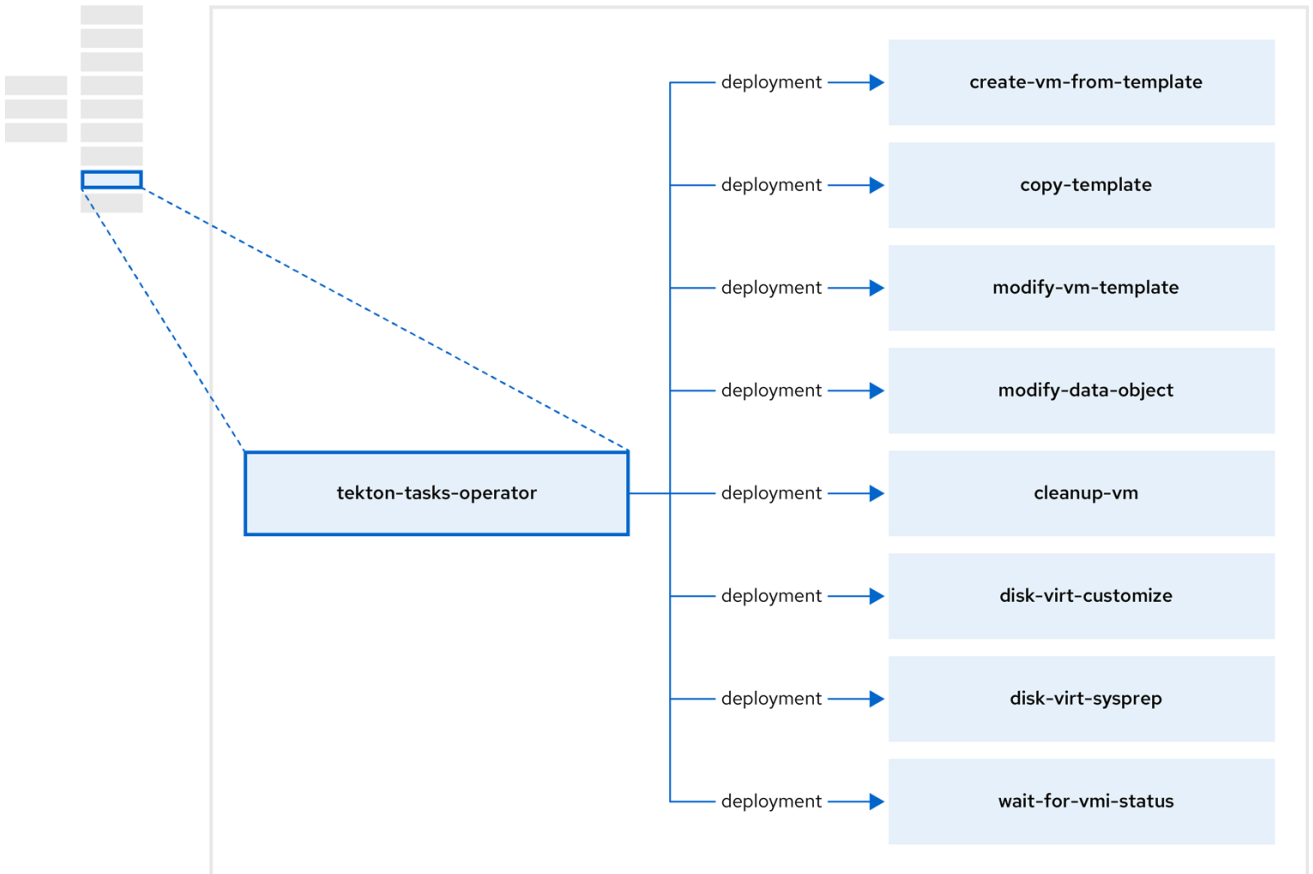 deployment
create-vm-from-template
deployment
copy-template
deployment
modify-vm-template
deployment
modify-data-object
tekton-tasks-operator
deployment
cleanup-vm
deployment
disk-virt-customize
deployment
disk-virt-sysprep
deployment
wait-for-vmi-status